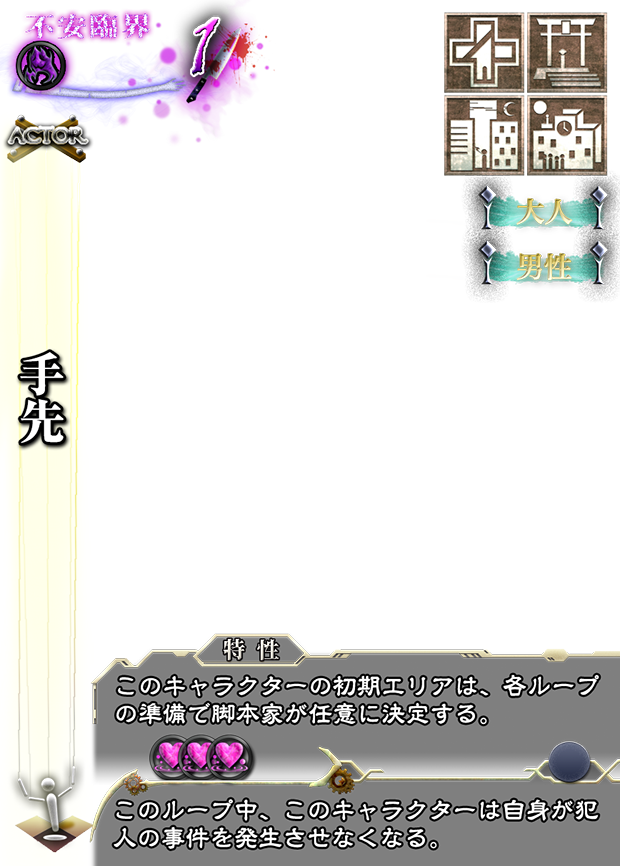 不安臨界
1
ACTOR
大人
男性
手先
特性
このキャラクターの初期エリアは、各ループ
の準備で脚本家が任意に決定する。
このループ中、このキャラクターは自身が犯
人の事件を発生させなくなる。